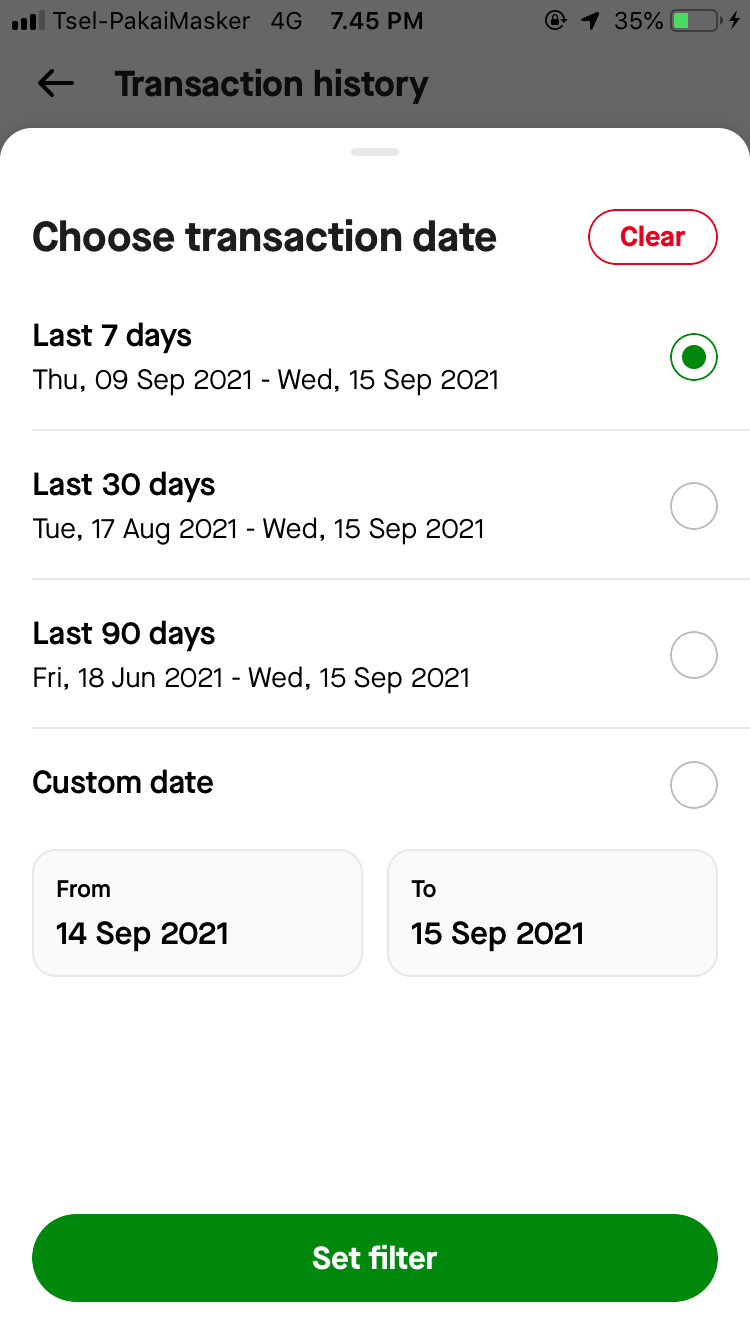 Tsel-PakaiMasker 4G 7.45 PM 35%
Transaction history
Choose transaction date
Clear
Last 7 days
Thu, 09 Sep 2021 - Wed, 15 Sep 2021
Last 30 days
Tue, 17 Aug 2021 - Wed, 15 Sep 2021
Last 90 days
Fri, 18 Jun 2021 - Wed, 15 Sep 2021
Custom date
From
14 Sep 2021
To
15 Sep 2021
Set filter